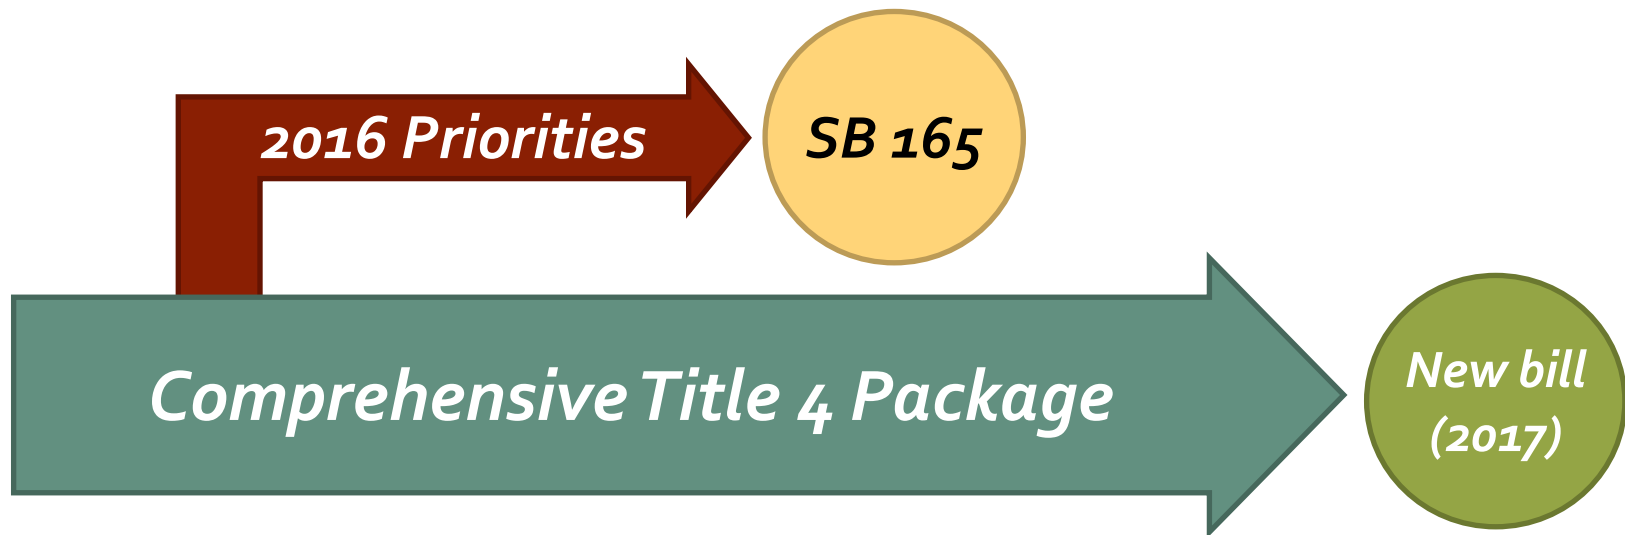 2016 Priorities
SB 165
Comprehensive Title 4 Package
New bill
(2017)